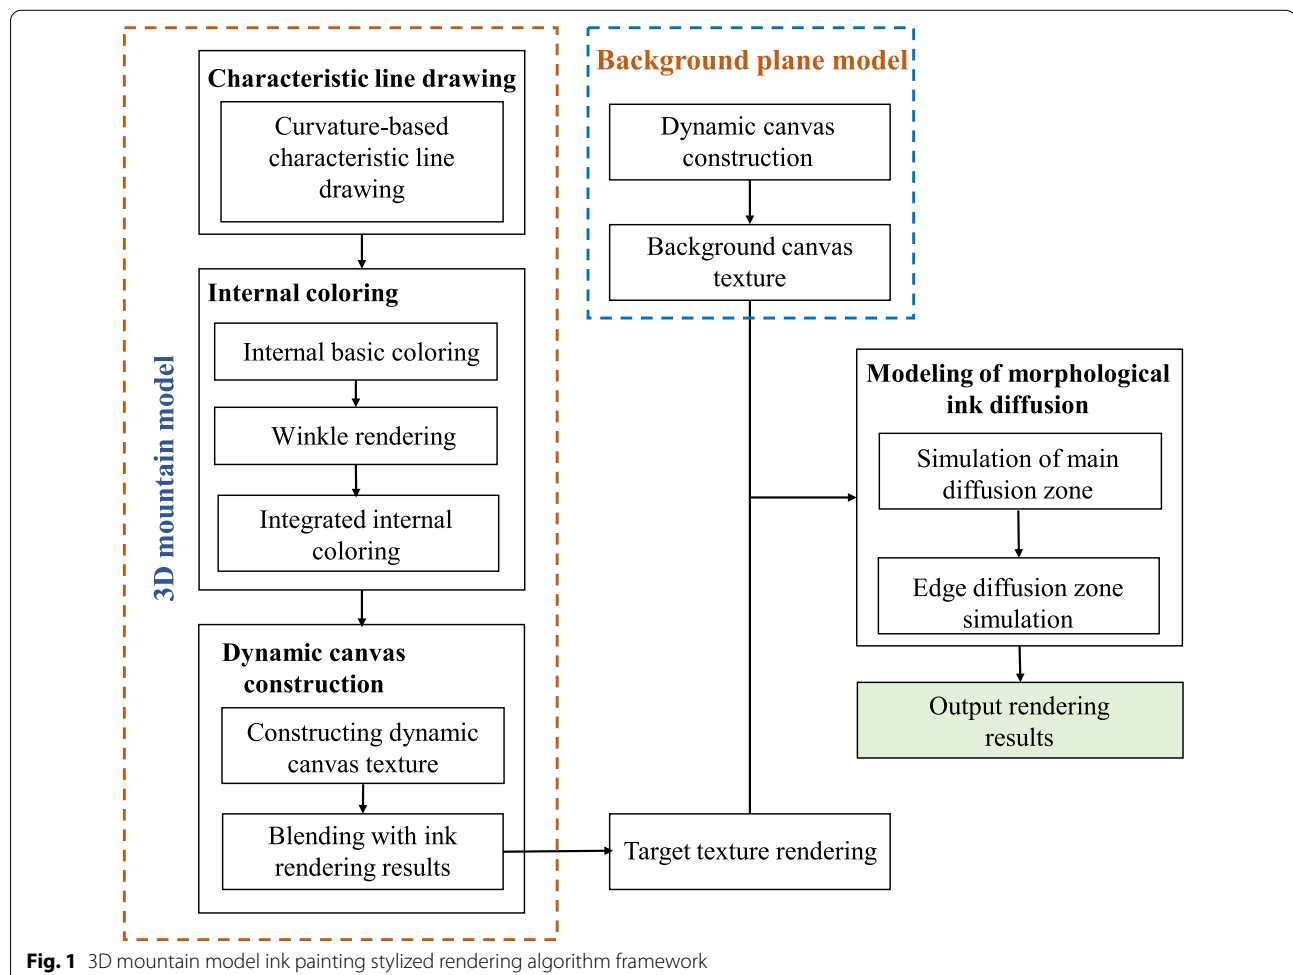 3D mountain model
Characteristic line drawing
Curvature-based
characteristic line
drawing
Internal coloring
Internal basic coloring
Winkle rendering
Integrated internal
coloring
Dynamic canvas
construction
Constructing dynamic
canvas texture
Blending with ink
rendering results
Background plane model
Dynamic canvas
construction
Background canvas
texture
Target texture rendering
Modeling of morphological
ink diffusion
Simulation of main
diffusion zone
Edge diffusion zone
simulation
Output rendering
results
Fig. 1 3D mountain model ink painting stylized rendering algorithm framework